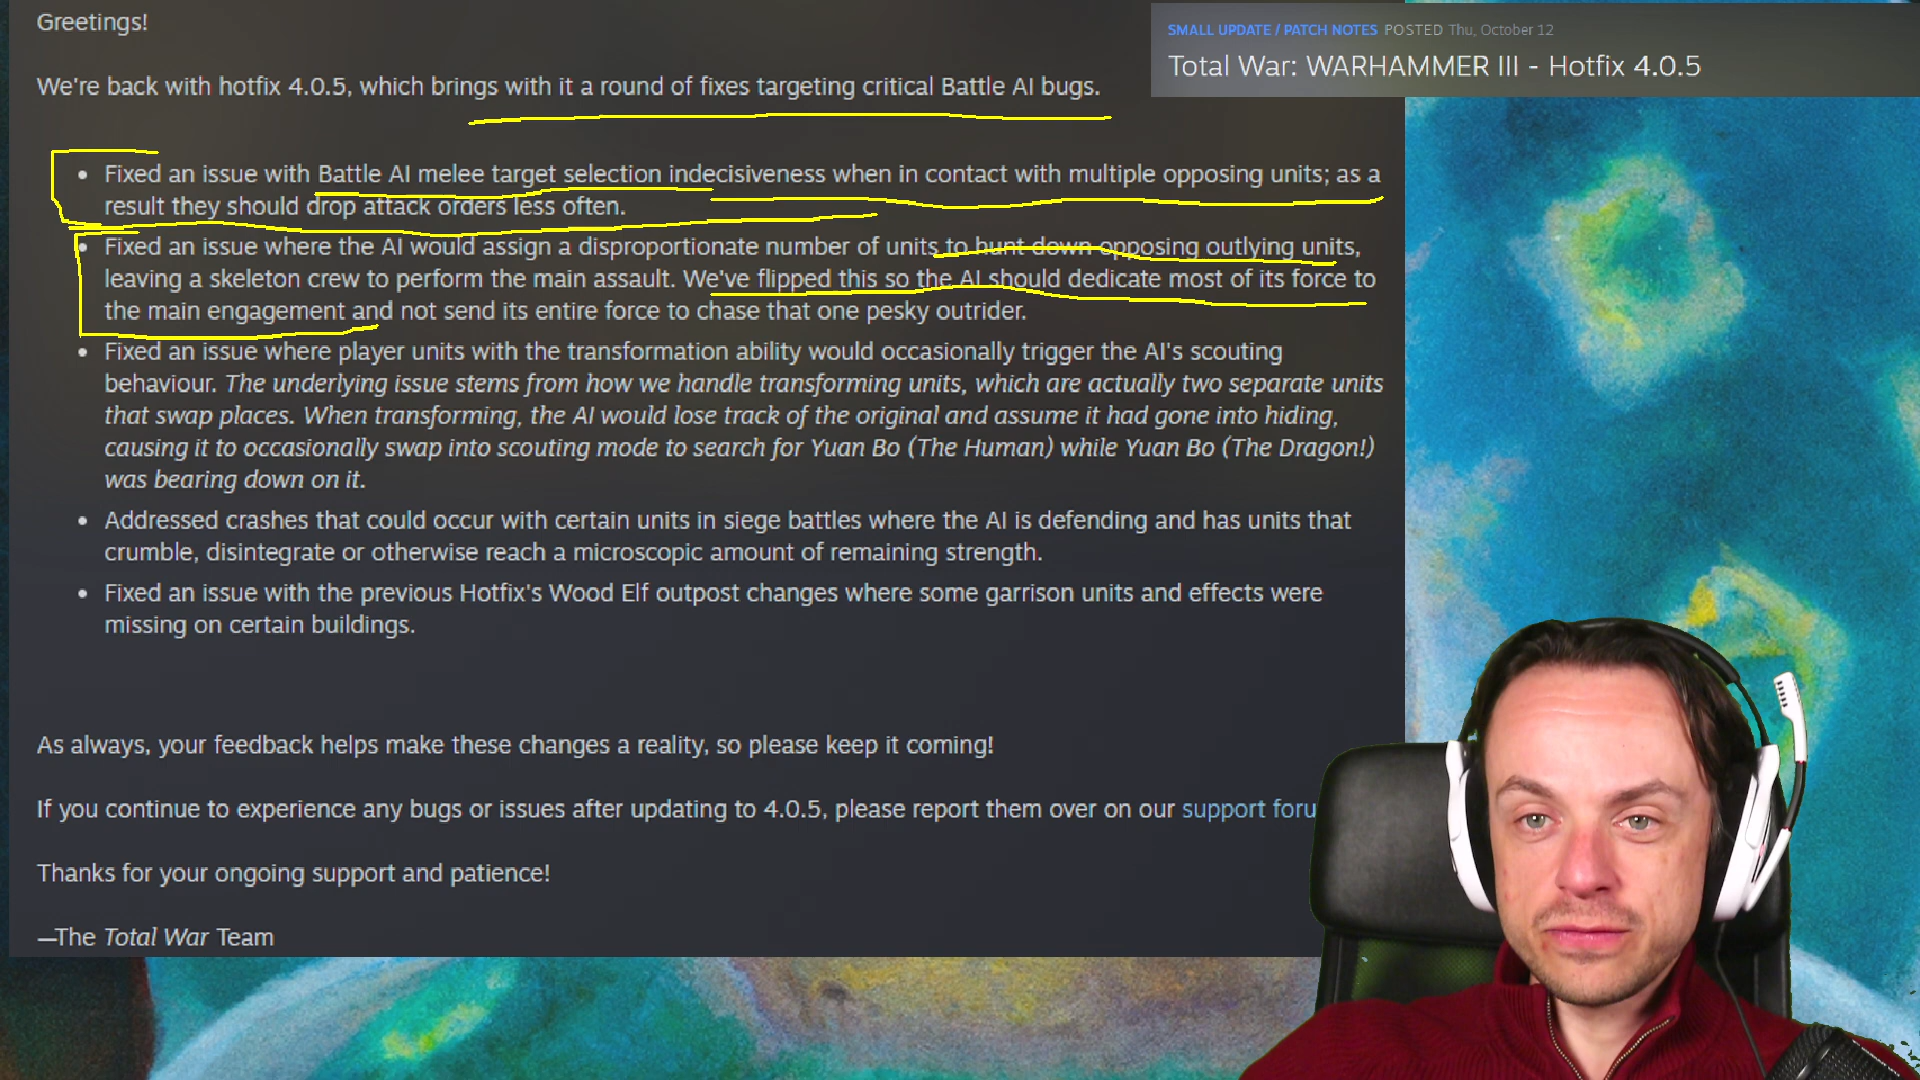 Greetings!
SMALL UPDATE / PATCH NOTES POSTED Thu, October 12
Total War: WARHAMMER III - Hotfix 4.0.5
We're back with hotfix 4.0.5, which brings with it a round of fixes targeting critical Battle AI bugs.
• Fixed an issue with Battle AI melee target selection indecisiveness when in contact with multiple opposing units; as a
result they should drop attack orders less often.
• Fixed an issue where the AI would assign a disproportionate number of units to hunt down opposing outlying units,
leaving a skeleton crew to perform the main assault. We've flipped this so the AI should dedicate most of its force to
the main engagement and not send its entire force to chase that one pesky outrider.
• Fixed an issue where player units with the transformation ability would occasionally trigger the AI's scouting
behaviour. The underlying issue stems from how we handle transforming units, which are actually two separate units
that swap places. When transforming, the AI would lose track of the original and assume it had gone into hiding,
causing it to occasionally swap into scouting mode to search for Yuan Bo (The Human) while Yuan Bo (The Dragon!)
was bearing down on it.
• Addressed crashes that could occur with certain units in siege battles where the AI is defending and has units that
crumble, disintegrate or otherwise reach a microscopic amount of remaining strength.
• Fixed an issue with the previous Hotfix's Wood Elf outpost changes where some garrison units and effects were
missing on certain buildings.
As always, your feedback helps make these changes a reality, so please keep it coming!
If you continue to experience any bugs or issues after updating to 4.0.5, please report them over on our support foru
Thanks for your ongoing support and patience!
—The Total War Team